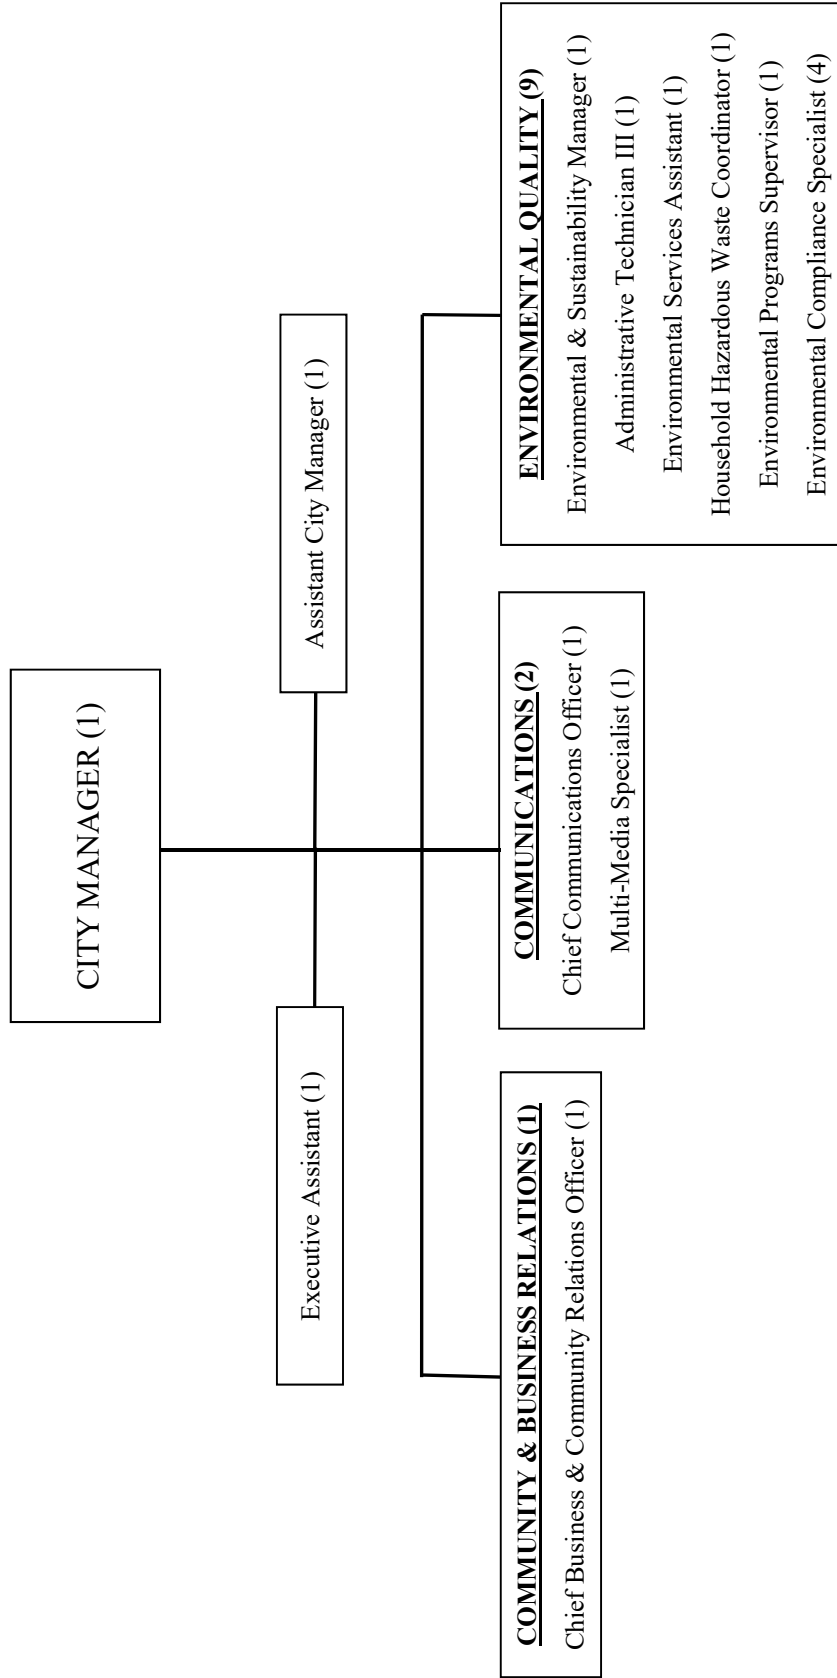 CITY MANAGER (1)
Executive Assistant (1)
Assistant City Manager (1)
COMMUNITY & BUSINESS RELATIONS (1)
Chief Business & Community Relations Officer (1)
COMMUNICATIONS (2)
Chief Communications Officer (1)
Multi-Media Specialist (1)
ENVIRONMENTAL QUALITY (9)
Environmental & Sustainability Manager (1)
Administrative Technician III (1)
Environmental Services Assistant (1)
Household Hazardous Waste Coordinator (1)
Environmental Programs Supervisor (1)
Environmental Compliance Specialist (4)